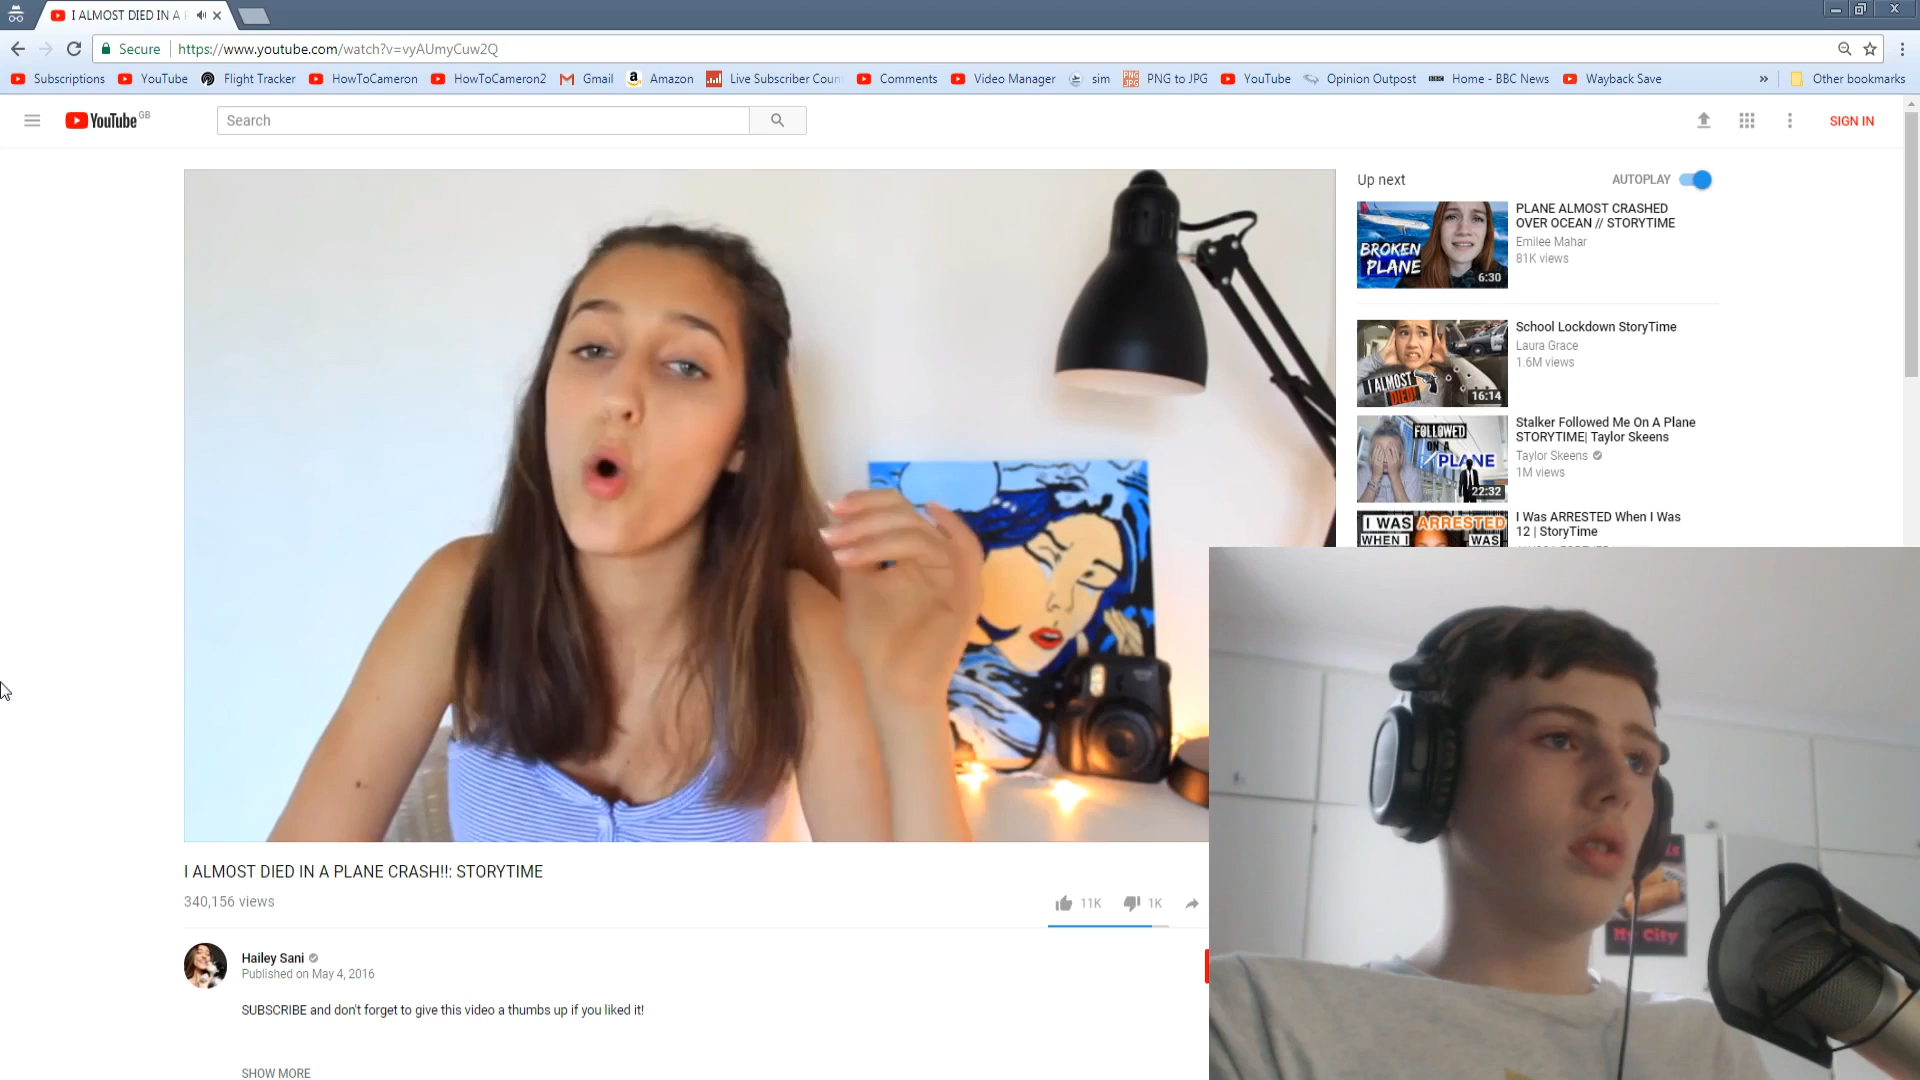 I ALMOST DIED IN A
Secure https://www.youtube.com/watch?v=vyAUmyCuw2Q
Subscriptions YouTube Flight Tracker HowToCameron HowToCameron2 Gmail Amazon Live Subscriber Coun Comments Video Manager sim PNG to JPG YouTube Opinion Outpost Home - BBC News Wayback Save » Other bookmarks
YouTube GB
Search
SIGN IN
Up next
AUTOPLAY
BROKEN
PLANE
6:30
PLANE ALMOST CRASHED
OVER OCEAN // STORYTIME
Emilee Mahar
81K views
I ALMOST
DIED!
16:14
School Lockdown StoryTime
Laura Grace
1.6M views
FOLLOWED
ON A
PLANE
22:32
Stalker Followed Me On A Plane
STORYTIME| Taylor Skeens
Taylor Skeens
1M views
I WAS ARRESTED
WHEN I WAS
I Was ARRESTED When I Was
12 | StoryTime
My City
I ALMOST DIED IN A PLANE CRASH!!: STORYTIME
340,156 views
11K
1K
Hailey Sani
Published on May 4, 2016
SUBSCRIBE and don't forget to give this video a thumbs up if you liked it!
SHOW MORE